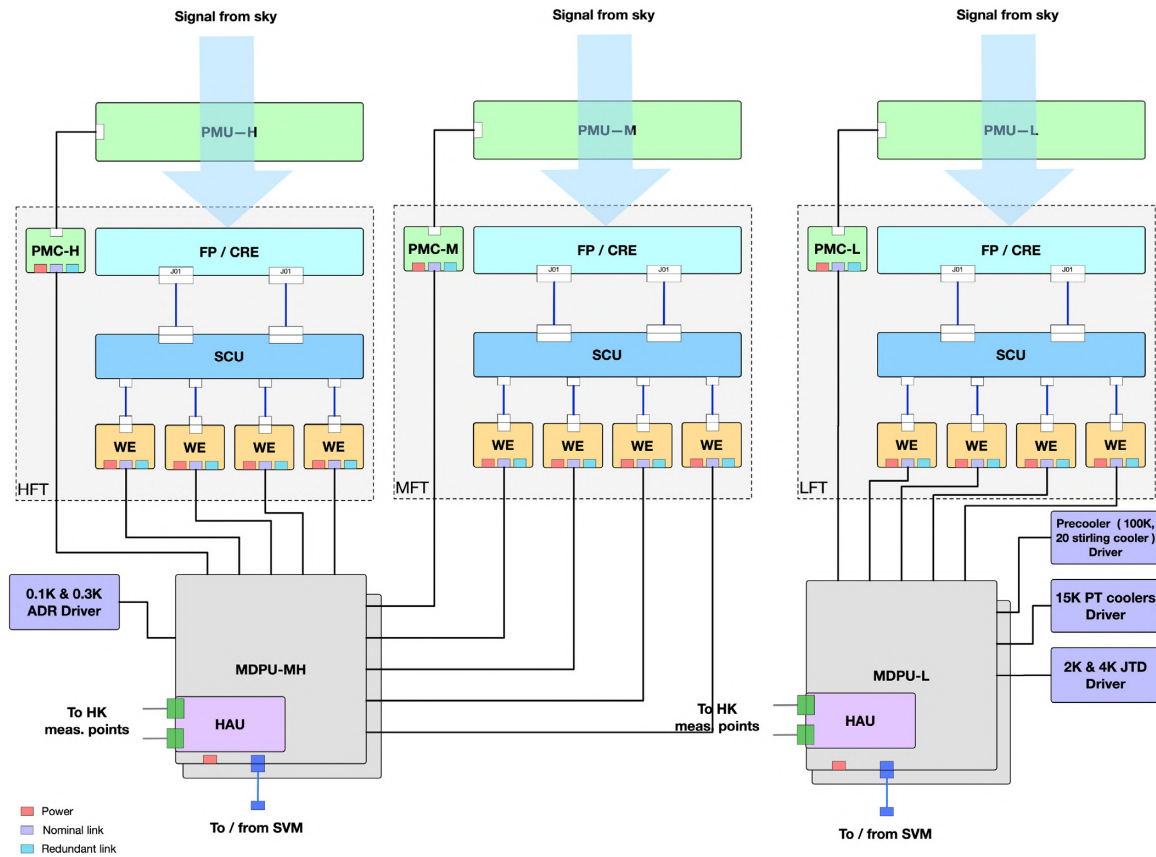 Signal from sky
Signal from sky
Signal from sky
PMU—H
PMU—M
PMU—L
PMC-H
FP / CRE
PMC-M
FP / CRE
PMC-L
FP / CRE
J01
J01
J01
J01
J01
J01
SCU
SCU
SCU
WE
WE
WE
WE
WE
WE
WE
WE
WE
WE
WE
WE
HFT
MFT
LFT
Precooler ( 100K,
20 stirling cooler )
Driver
0.1K & 0.3K
ADR Driver
15K PT coolers
Driver
MDPU-MH
MDPU-L
2K & 4K JTD
Driver
To HK
meas. points
HAU
To HK
meas. points
HAU
Power
Nominal link
Redundant link
To / from SVM
To / from SVM